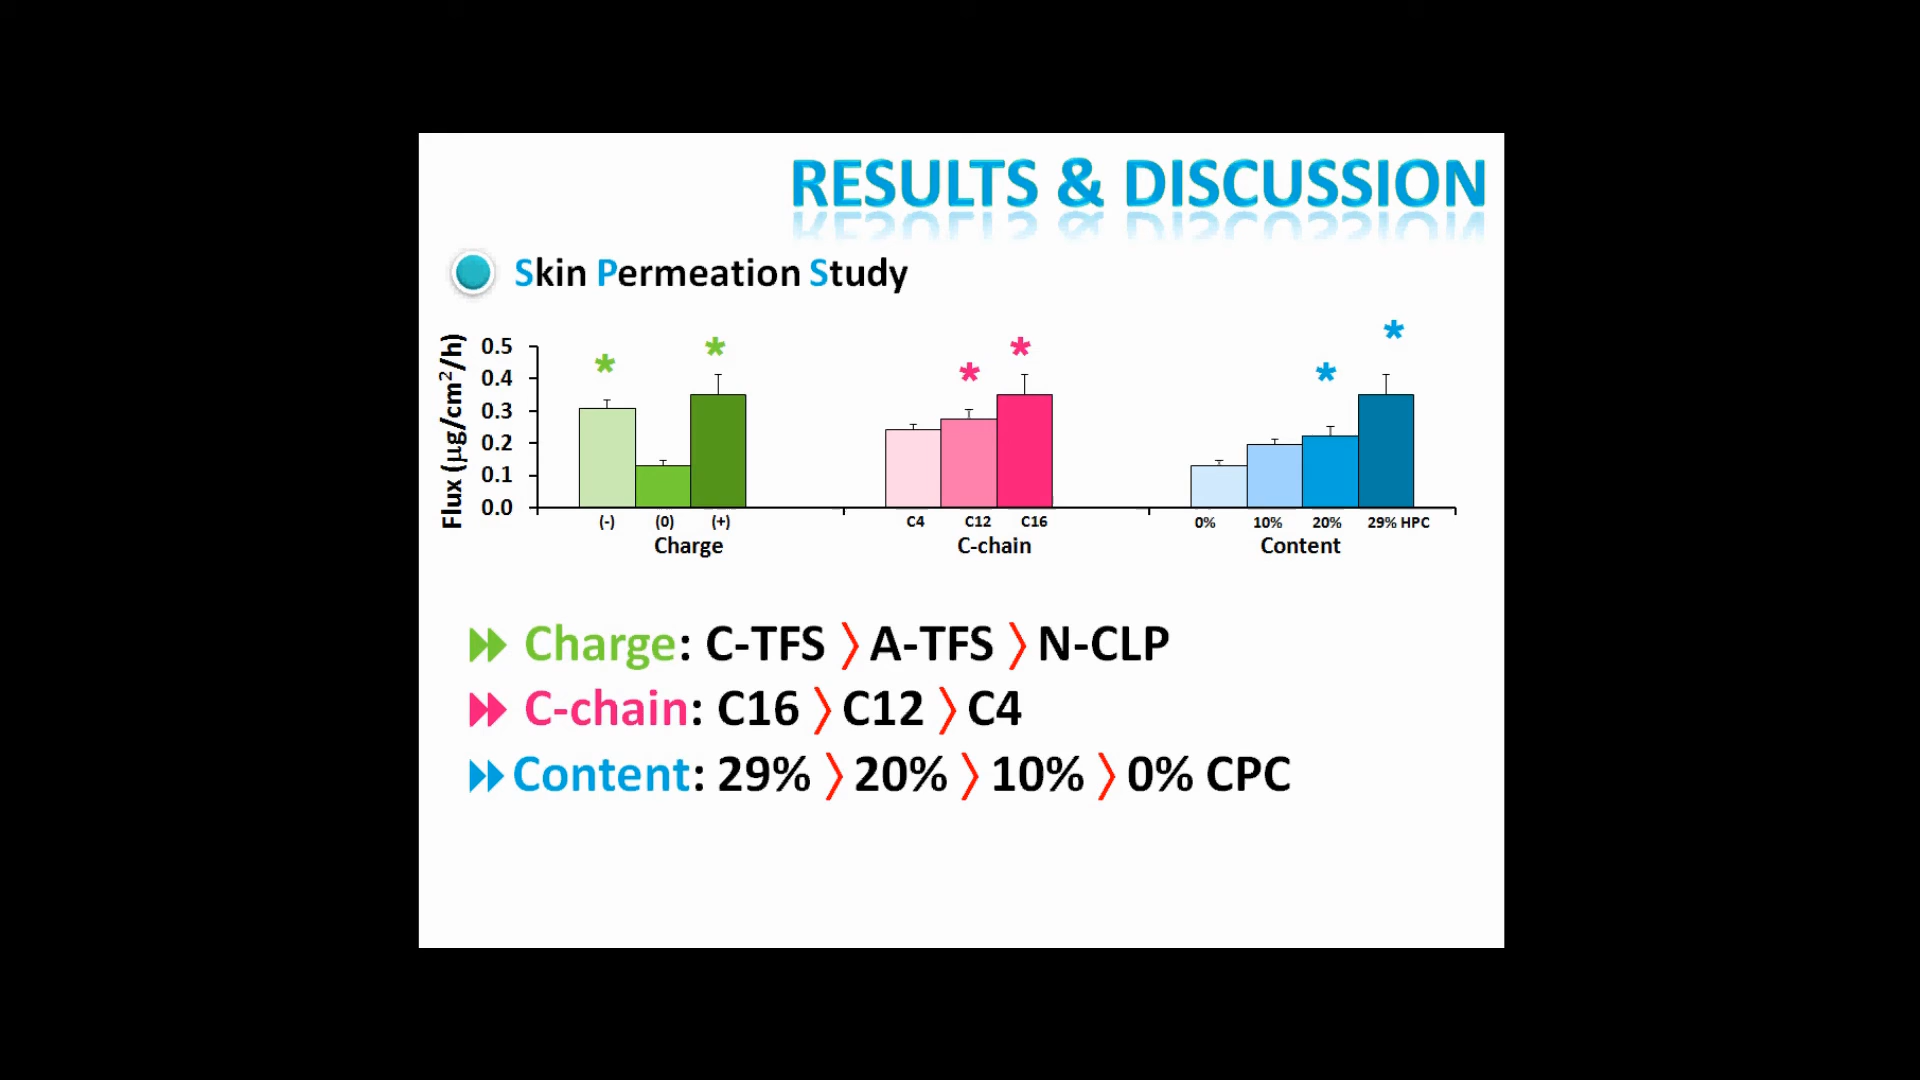 RESULTS & DISCUSSION
Skin Permeation Study
Flux (µg/cm²/h)
0.5
0.4
0.3
0.2
0.1
0.0
* * * * * *
(-) (0) (+) C4 C12 C16 0% 10% 20% 29% HPC
Charge C-chain Content
Charge: C-TFS 〉A-TFS 〉N-CLP
C-chain: C16 〉C12 〉C4
Content: 29% 〉20% 〉10% 〉0% CPC